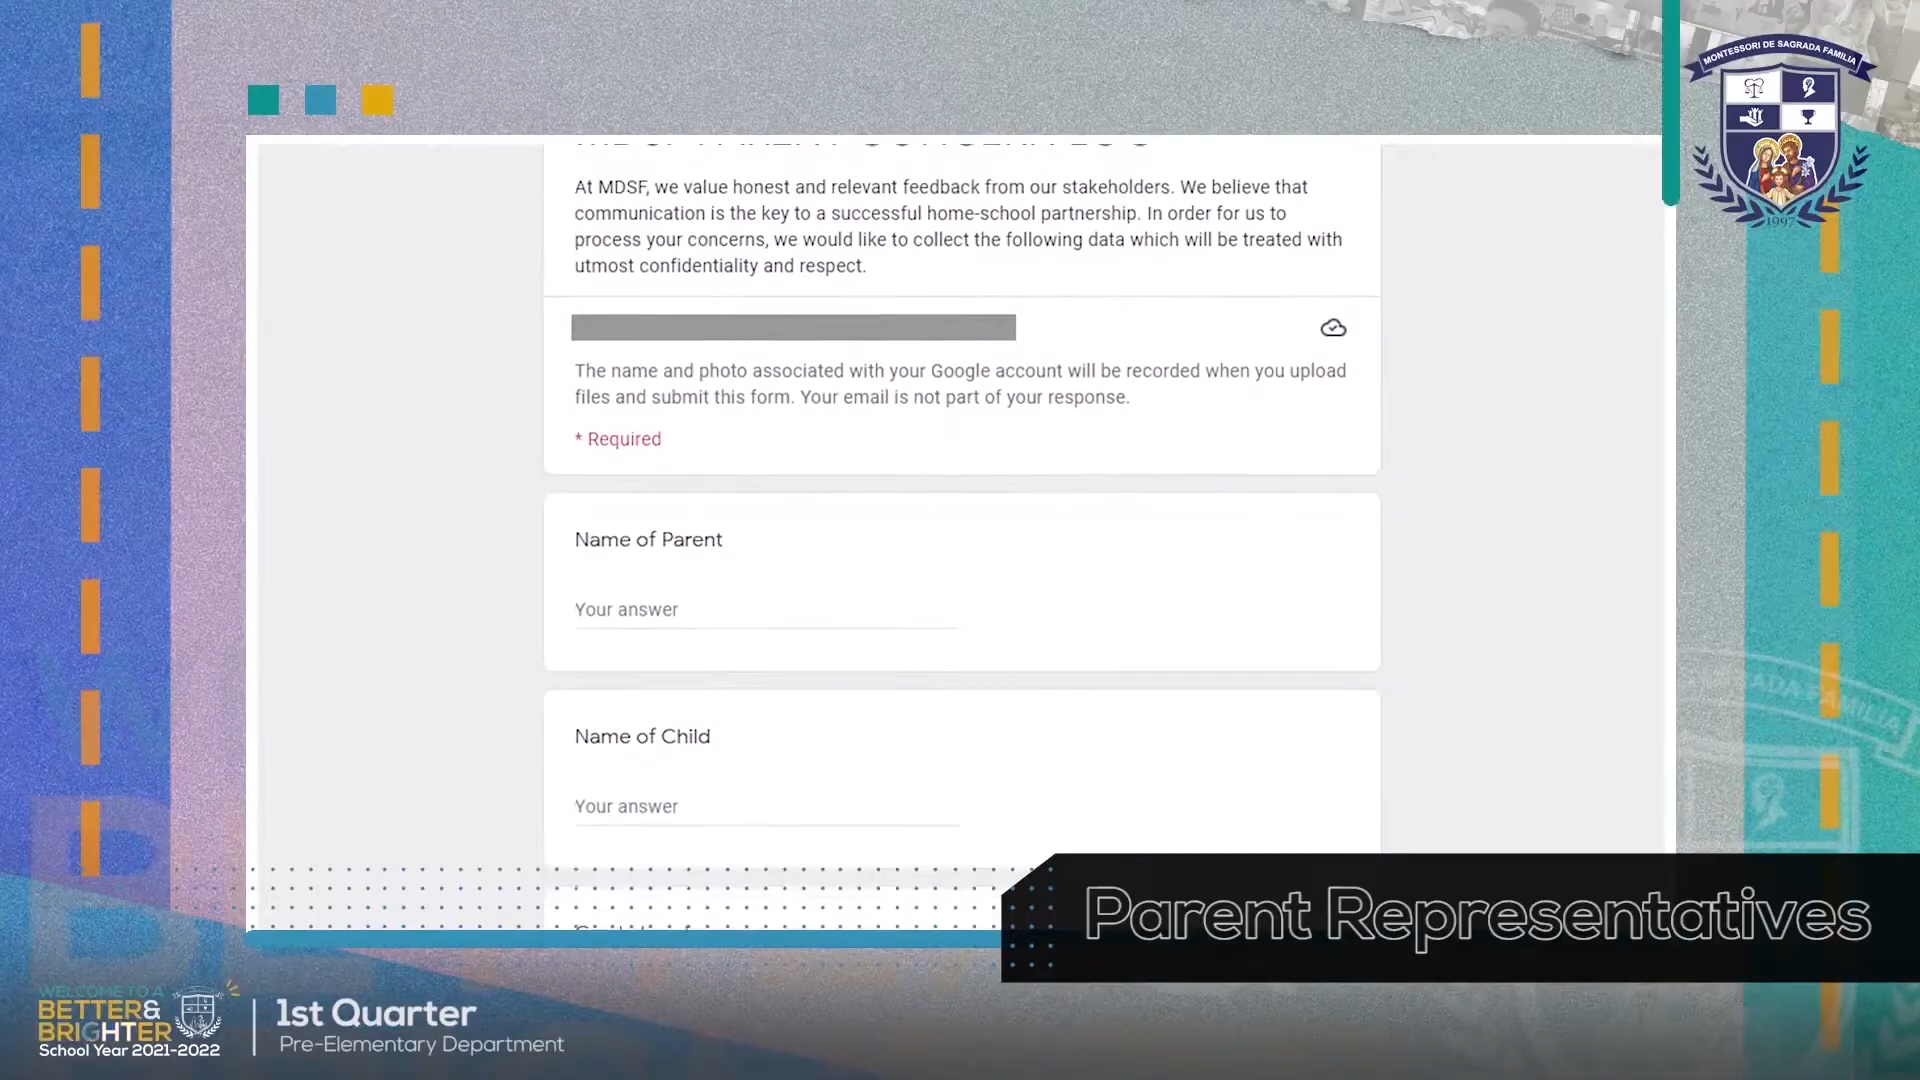 MONTESSORI DE SAGRADA FAMILIA
1997
At MDSF, we value honest and relevant feedback from our stakeholders. We believe that
communication is the key to a successful home-school partnership. In order for us to
process your concerns, we would like to collect the following data which will be treated with
utmost confidentiality and respect.
The name and photo associated with your Google account will be recorded when you upload
files and submit this form. Your email is not part of your response.
* Required
Name of Parent
Your answer
Name of Child
Your answer
Parent Representatives
WELCOME TO A
BETTER&
BRIGHTER
School Year 2021-2022
1st Quarter
Pre-Elementary Department